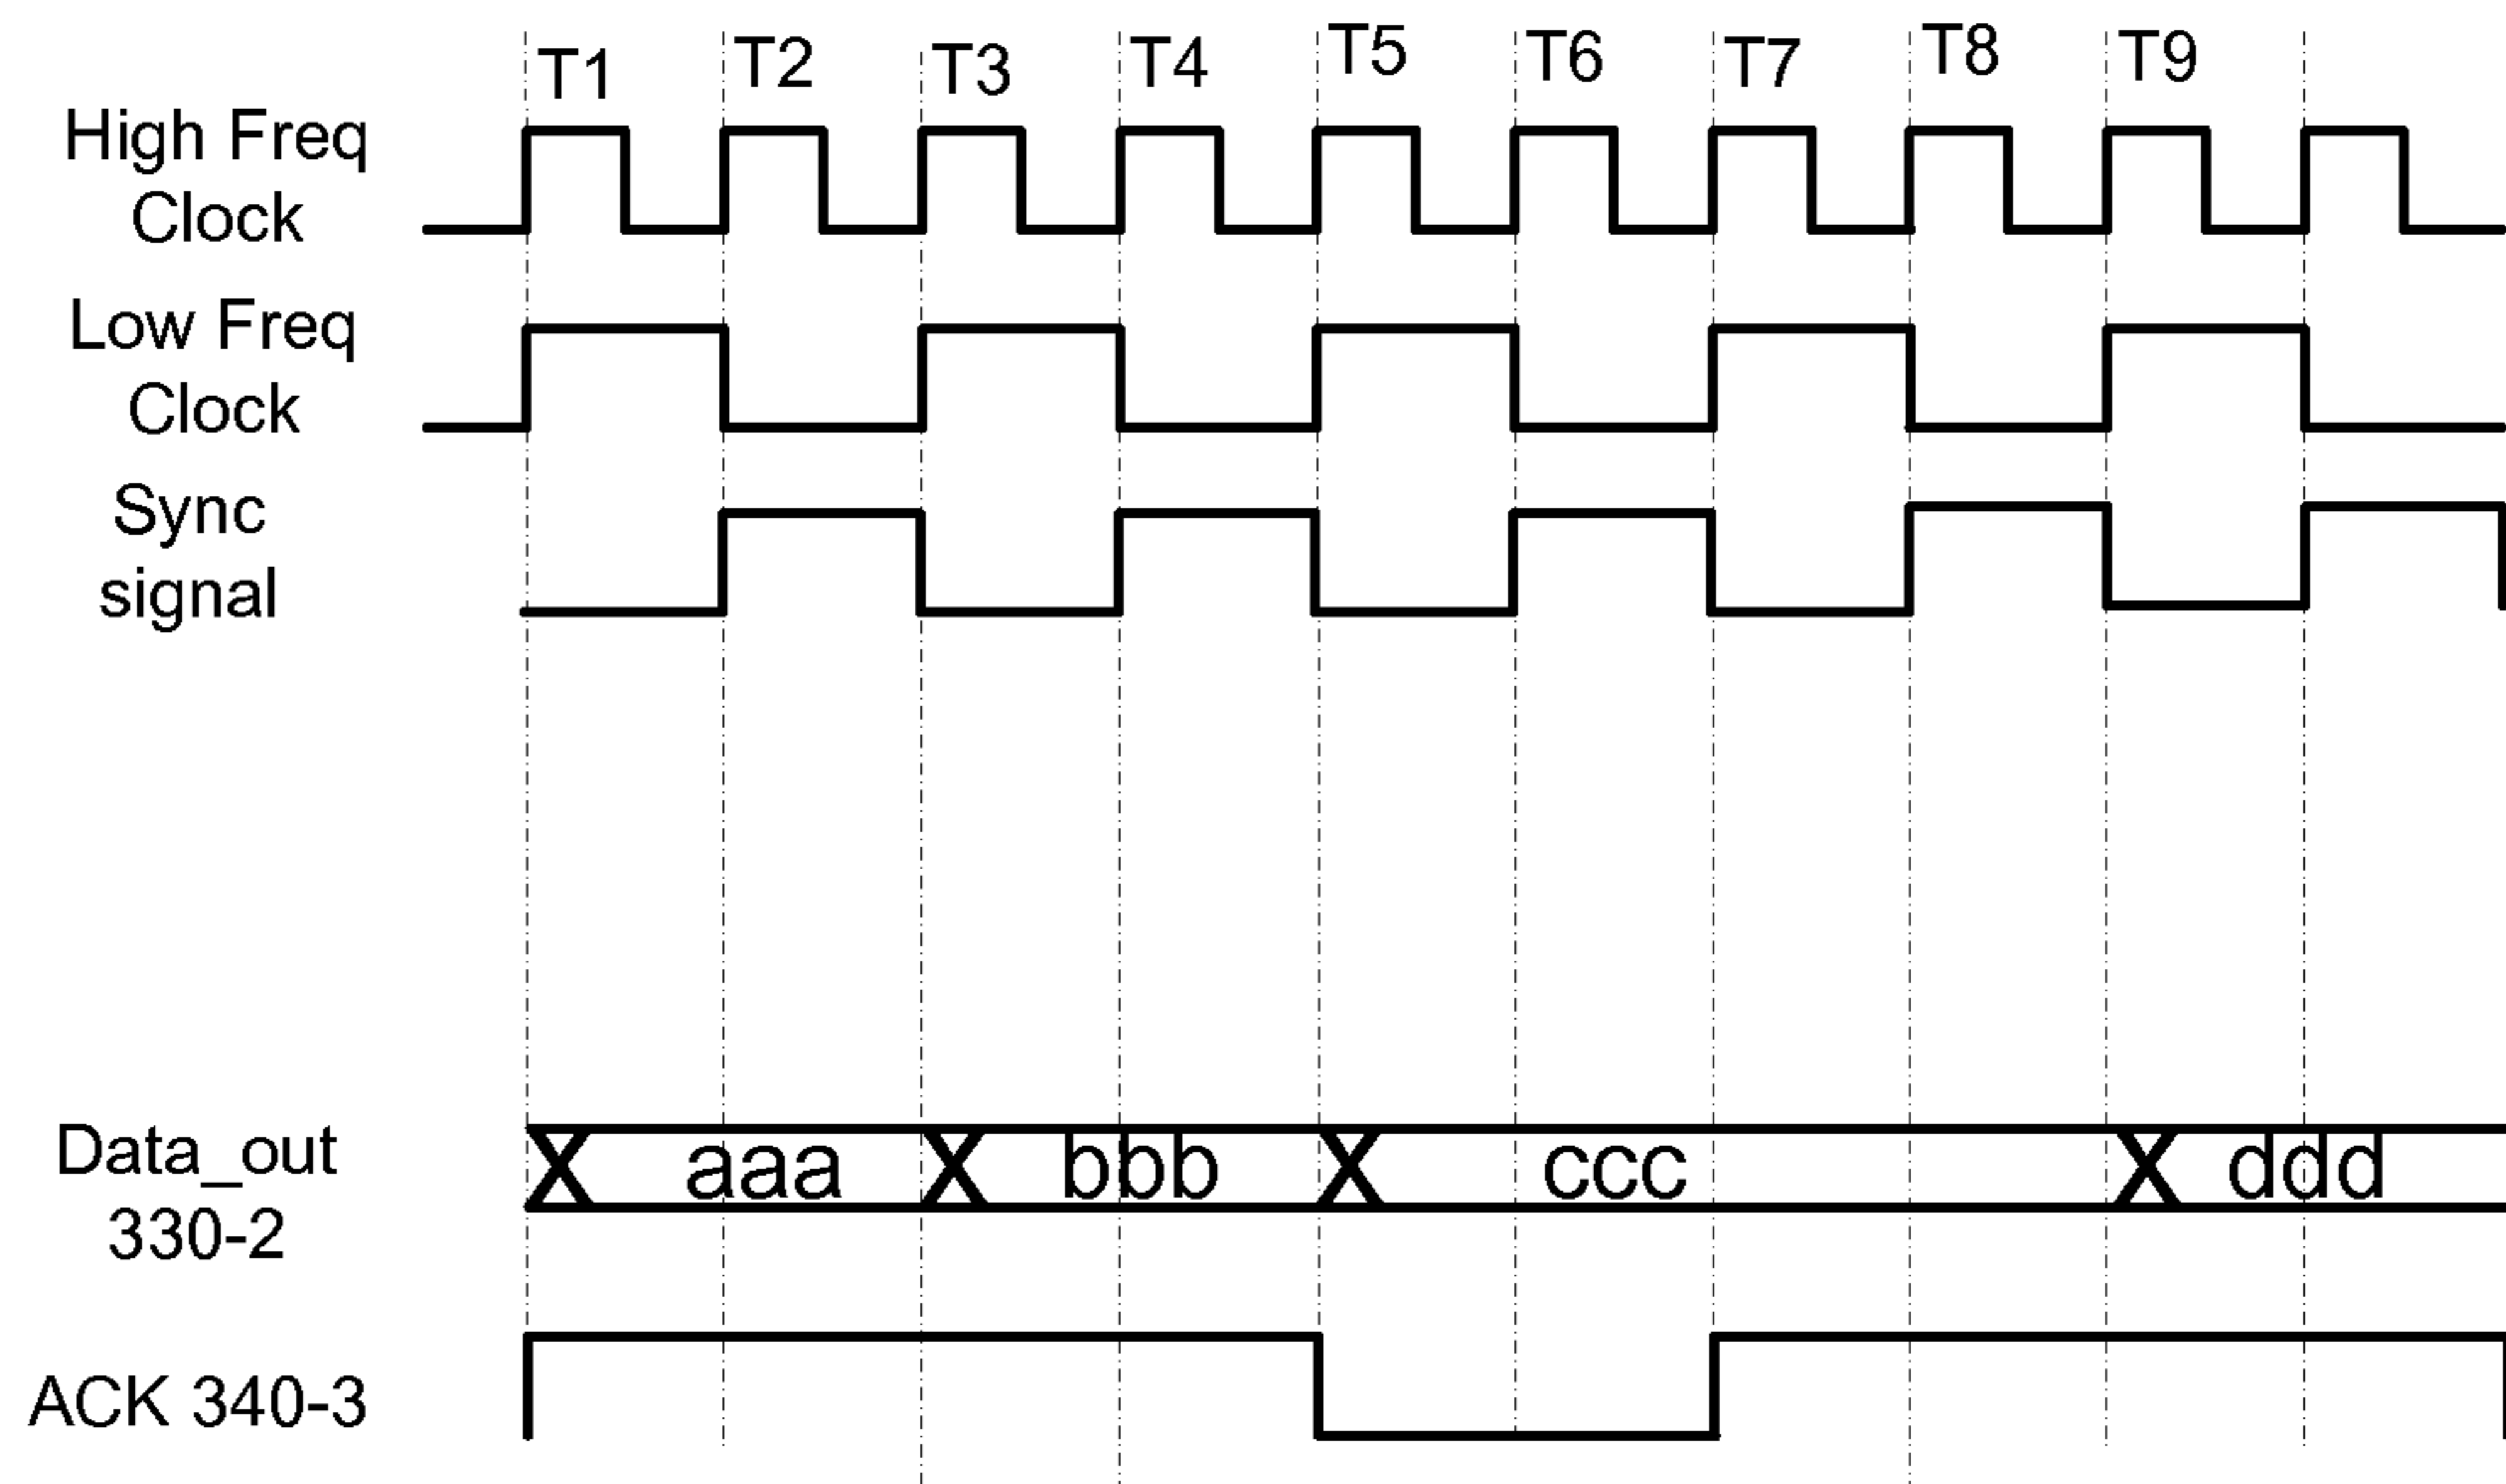 T1 T2 T3 T4 T5 T6 T7 T8 T9
High Freq
Clock
Low Freq
Clock
Sync
signal
Data_out
330-2
X aaa X bbb X ccc X ddd
ACK 340-3